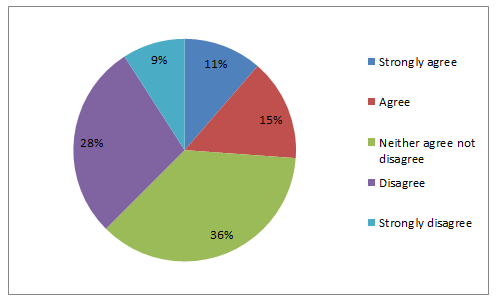 9%
11%
15%
28%
36%
Strongly agree
Agree
Neither agree not
disagree
Disagree
Strongly disagree